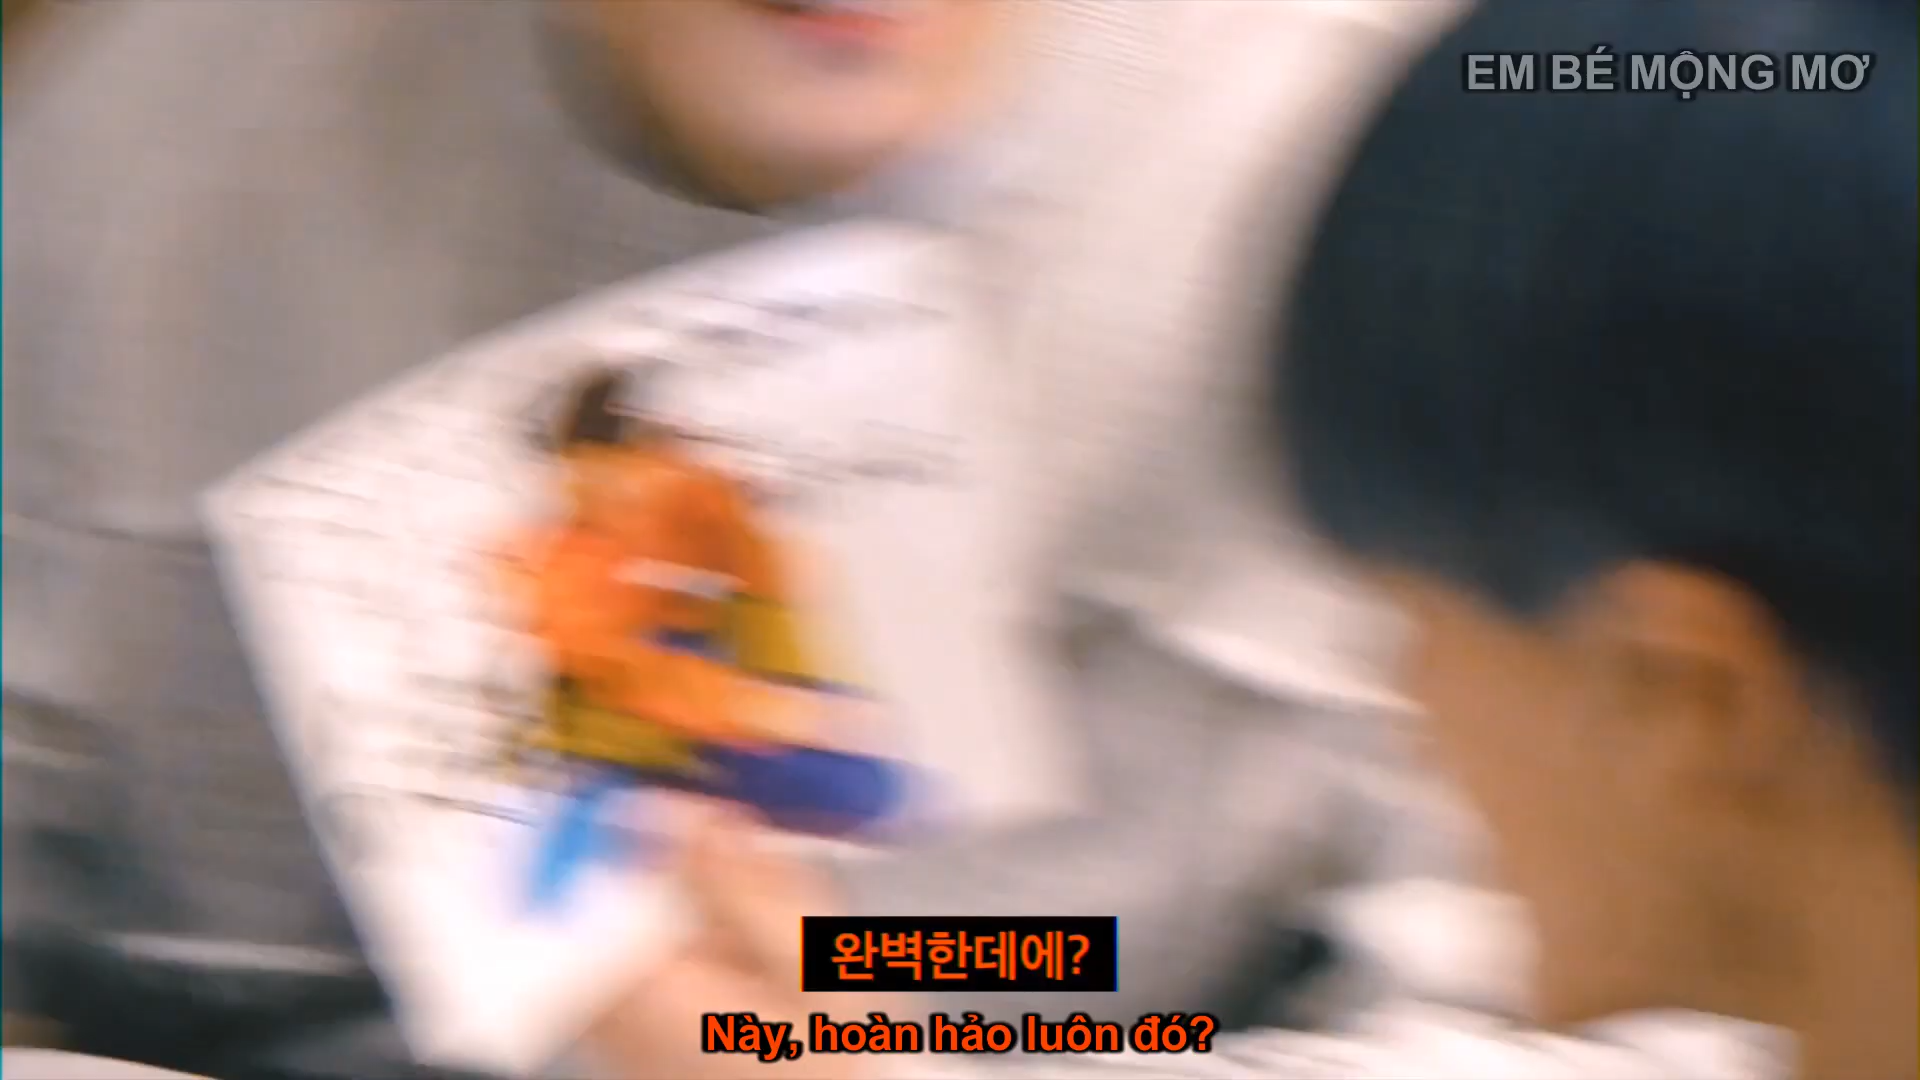 EM BÉ MỘNG MƠ
완벽한데에?
Này, hoàn hảo luôn đó?